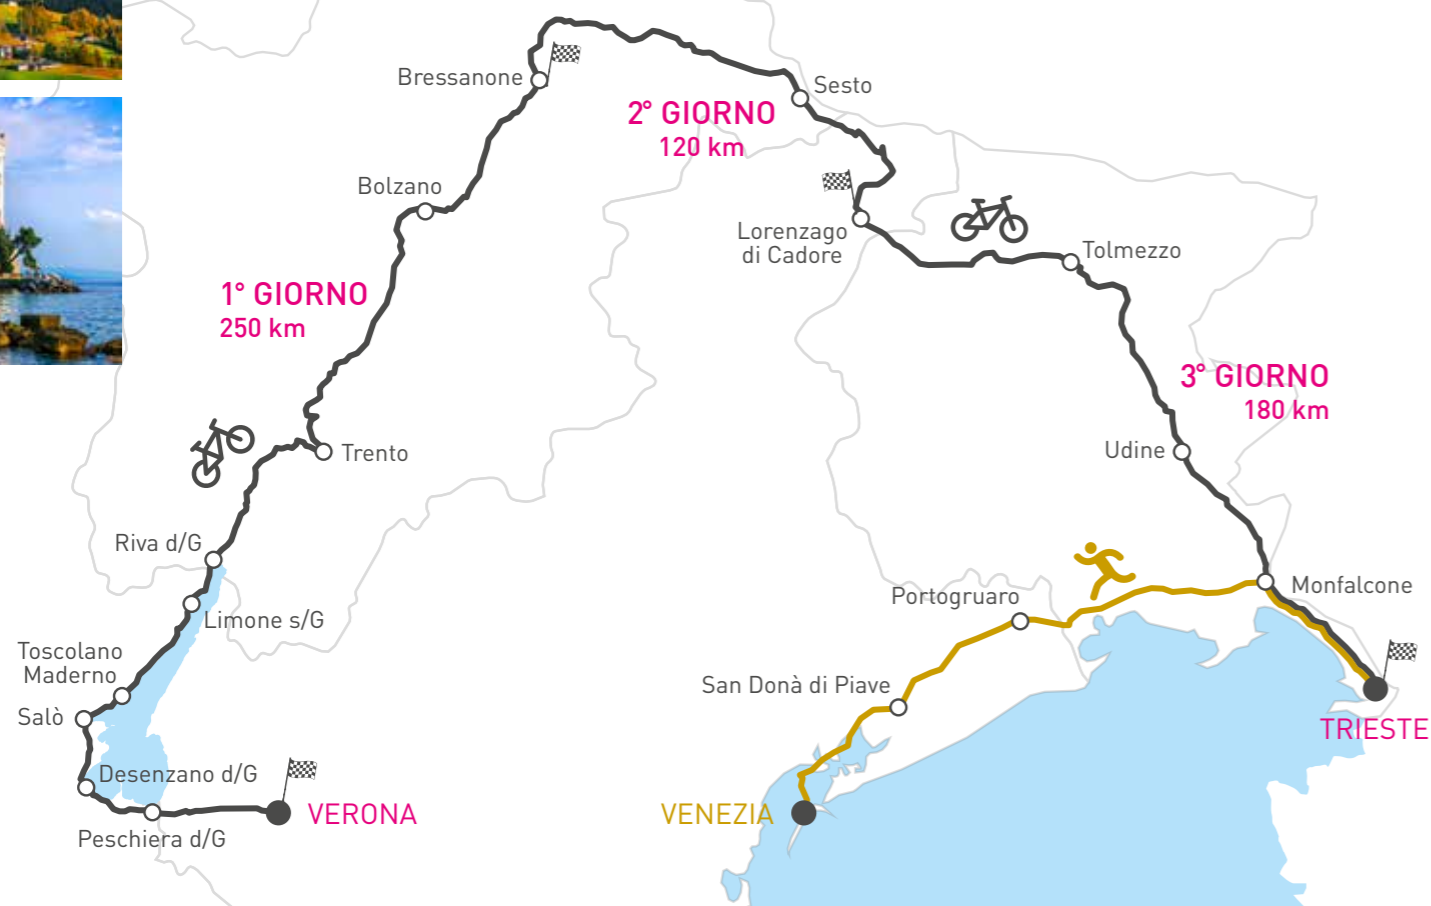 Bressanone
Sesto
2° GIORNO
120 km
Bolzano
Lorenzago
di Cadore
Tolmezzo
1° GIORNO
250 km
3° GIORNO
180 km
Trento
Udine
Riva d/G
Limone s/G
Monfalcone
Portogruaro
Toscolano
Maderno
San Donà di Piave
Salò
TRIESTE
Desenzano d/G
VERONA
VENEZIA
Peschiera d/G